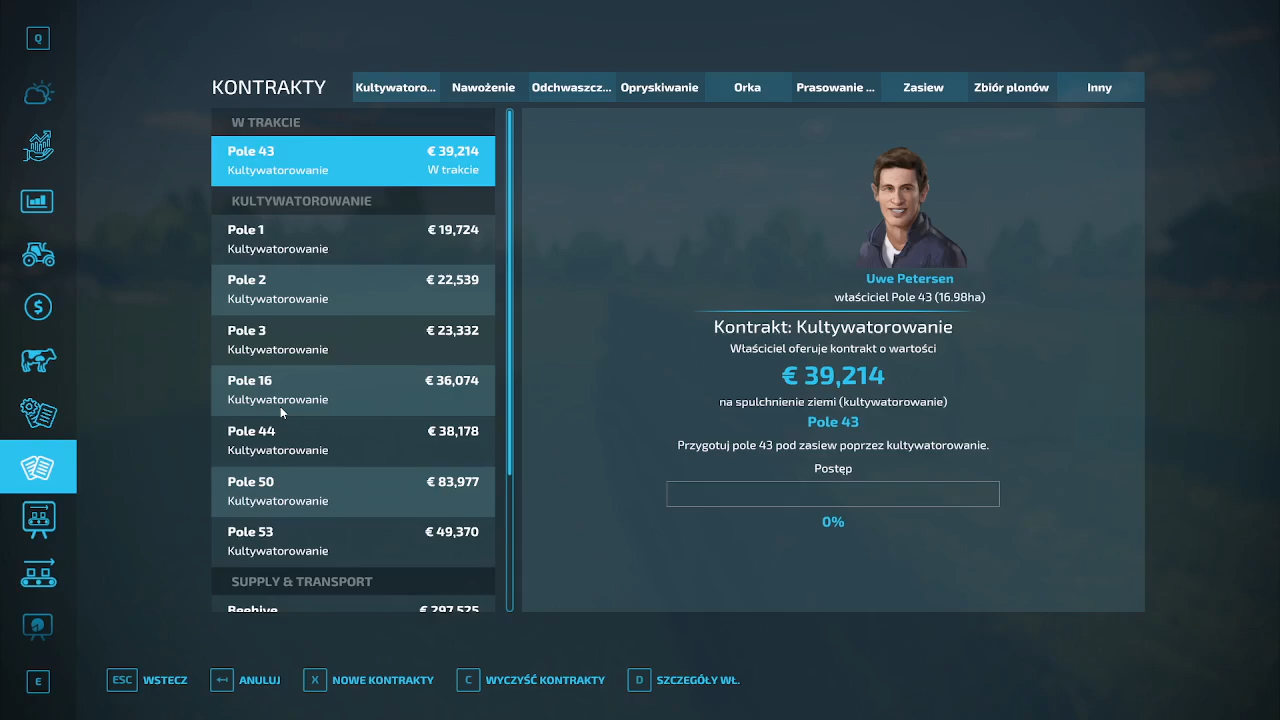 Q
KONTRAKTY
Kultywatoro...
Nawożenie
Odchwaszcz...
Opryskiwanie
Orka
Prasowanie ...
Zasiew
Zbiór plonów
Inny
W TRAKCIE
Pole 43 € 39,214
Kultywatorowanie W trakcie
KULTYWATOROWANIE
Pole 1 € 19,724
Kultywatorowanie
Pole 2 € 22,539
Kultywatorowanie
Pole 3 € 23,332
Kultywatorowanie
Pole 16 € 36,074
Kultywatorowanie
Pole 44 € 38,178
Kultywatorowanie
Pole 50 € 83,977
Kultywatorowanie
Pole 53 € 49,370
Kultywatorowanie
SUPPLY & TRANSPORT
Beehive € 297,525
Uwe Petersen
właściciel Pole 43 (16.98ha)
Kontrakt: Kultywatorowanie
Właściciel oferuje kontrakt o wartości
€ 39,214
na spulchnienie ziemi (kultywatorowanie)
Pole 43
Przygotuj pole 43 pod zasiew poprzez kultywatorowanie.
Postęp
0%
E
ESC WSTECZ
ANULUJ
X NOWE KONTRAKTY
C WYCZYŚĆ KONTRAKTY
D SZCZEGÓŁY WŁ.